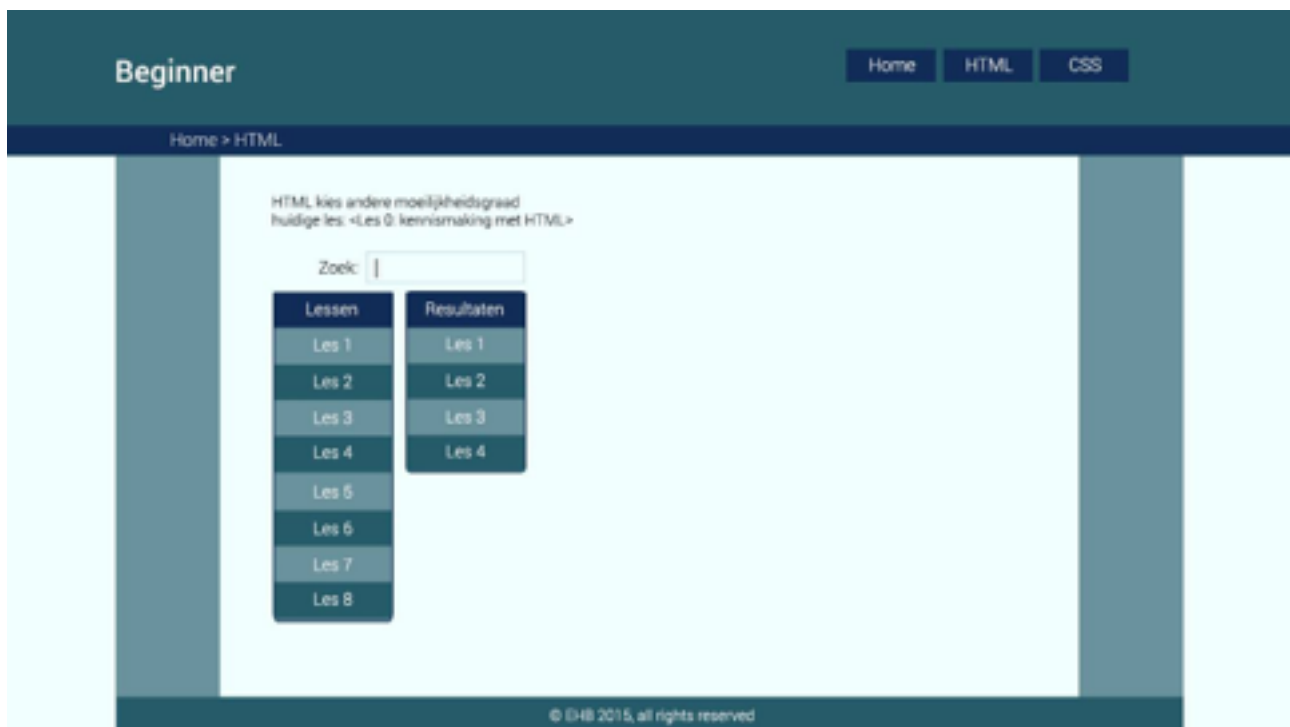 Beginner
Home HTML CSS
Home > HTML
HTML kies andere moeilijkheidsgraad
huidige les: <Les 0: kennismaking met HTML>
Zoek:
Lessen Resultaten
Les 1 Les 1
Les 2 Les 2
Les 3 Les 3
Les 4 Les 4
Les 5
Les 6
Les 7
Les 8
© EHB 2015, all rights reserved